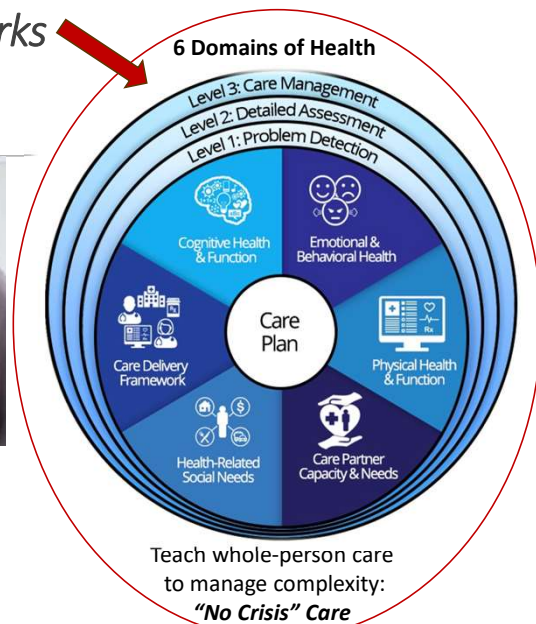 rks
6 Domains of Health
Level 3: Care Management
Level 2: Detailed Assessment
Level 1: Problem Detection
Cognitive Health
& Function
Emotional &
Behavioral Health
Care Delivery
Framework
Care
Plan
Physical Health
& Function
Rx
Health-Related
Social Needs
$
Care Partner
Capacity & Needs
Teach whole-person care
to manage complexity:
"No Crisis" Care